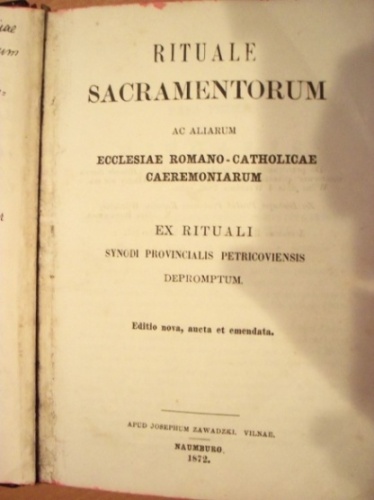 RITUALE
SACRAMENTORUM
AC ALIARUM
ECCLESIAE ROMANO-CATHOLICAE
CAEREMONIARUM
EX RITUALI
SYNODI PROVINCIALIS PETRICOVIENSIS
DEPROMPTUM.
Editio nova, aucta et emendata.
APUD JOSEPHUM ZAWADZKI, VILNAE.
NAUMBURG.
1872.